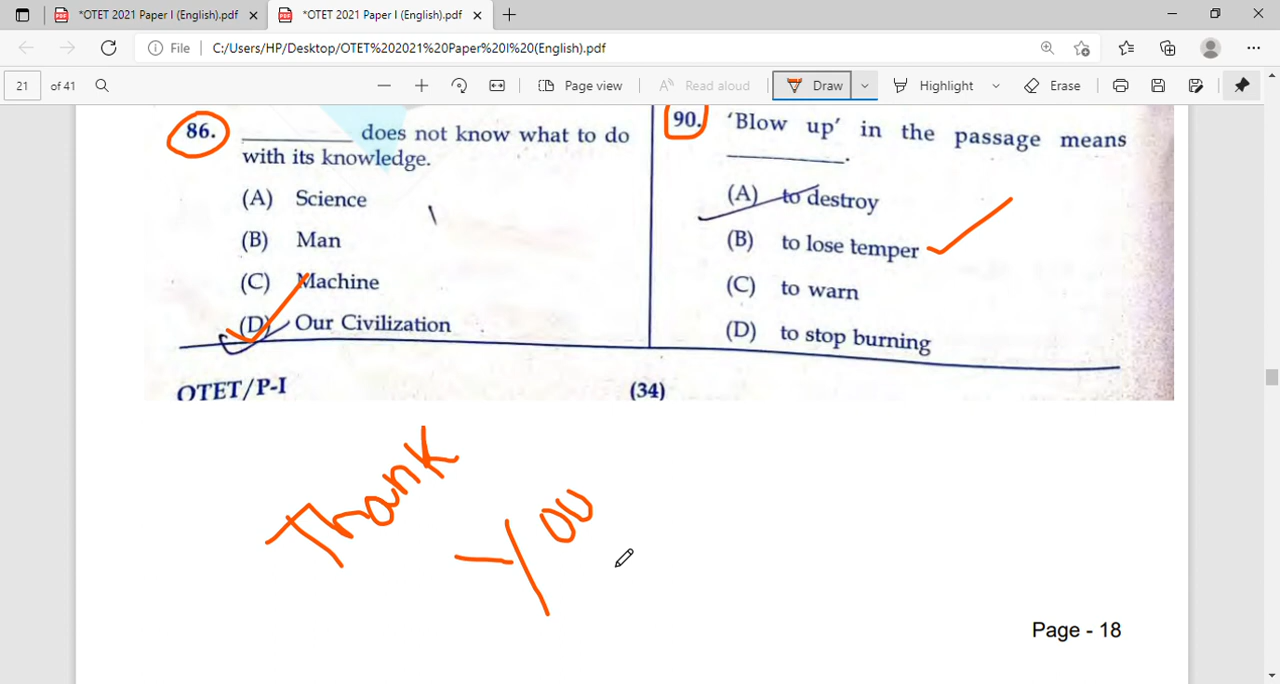 *OTET 2021 Paper I (English).pdf
*OTET 2021 Paper I (English).pdf
File
C:/Users/HP/Desktop/OTET%202021%20Paper%20I%20(English).pdf
21 of 41
Page view
Read aloud
Draw
Highlight
Erase
86. ________ does not know what to do
with its knowledge.
(A) Science
(B) Man
(C) Machine
(D) Our Civilization
90. ‘Blow up’ in the passage means
________.
(A) to destroy
(B) to lose temper
(C) to warn
(D) to stop burning
OTET/P-I
(34)
Thank
You
Page - 18